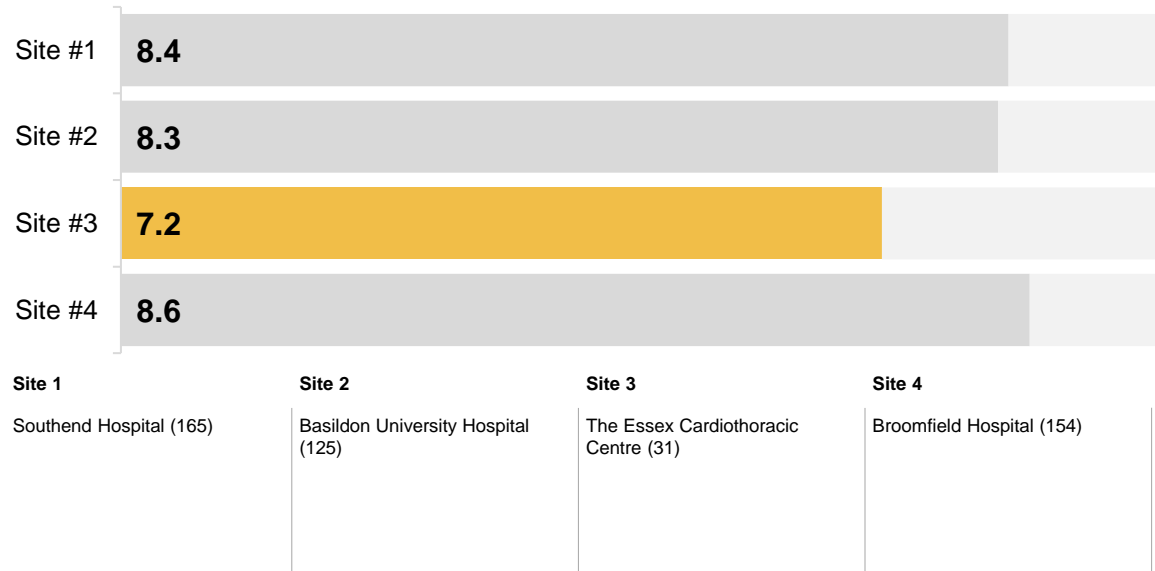 Site #1
8.4
Site #2
8.3
Site #3
7.2
Site #4
8.6
Site 1
Southend Hospital (165)
Site 2
Basildon University Hospital
(125)
Site 3
The Essex Cardiothoracic
Centre (31)
Site 4
Broomfield Hospital (154)